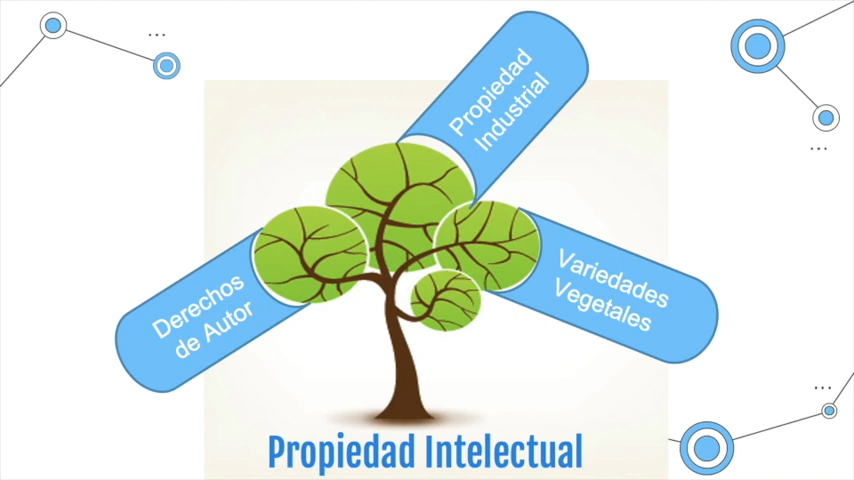 Propiedad
Industrial
Derechos
de Autor
Variedades
Vegetales
Propiedad Intelectual